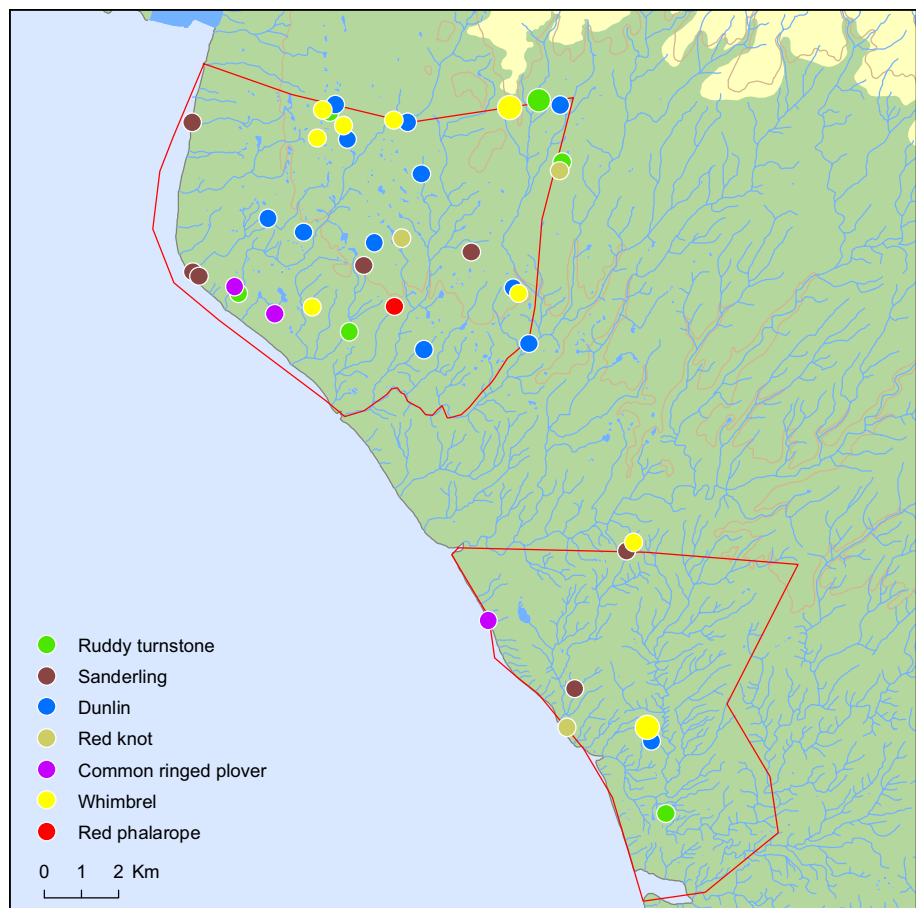 Ruddy turnstone
Sanderling
Dunlin
Red knot
Common ringed plover
Whimbrel
Red phalarope
0 1 2 Km